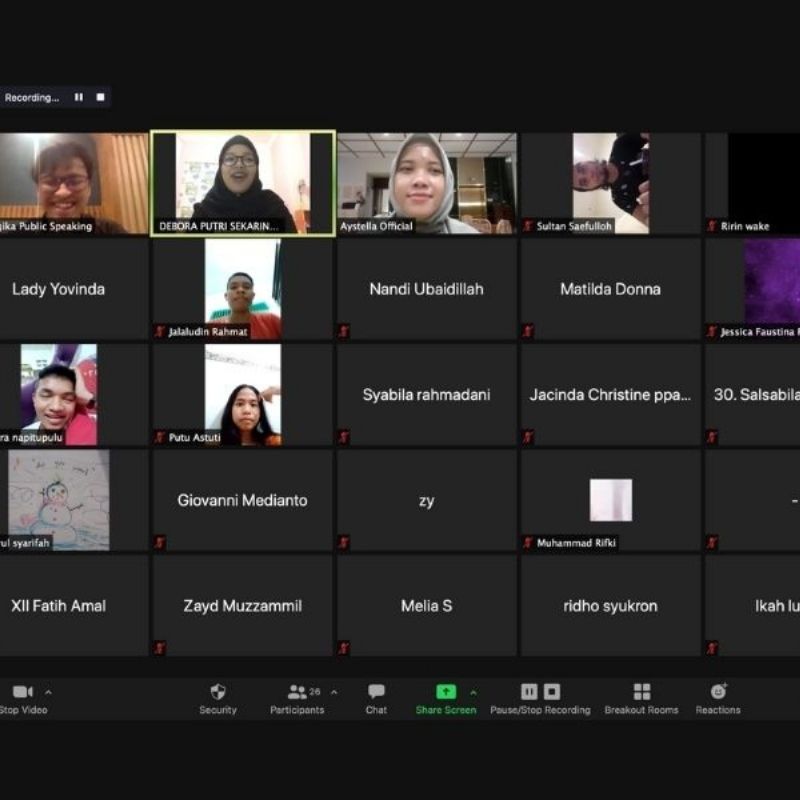 Recording...
gika Public Speaking
DEBORA PUTRI SEKARIN...
Aystella Official
Sultan Saefulloh
Ririn wake
Lady Yovinda
Jalaludin Rahmat
Nandi Ubaidillah
Matilda Donna
Jessica Faustina
ra napitupulu
Putu Astuti
Syabila rahmadani
Jacinda Christine ppa...
30. Salsabila
ul syarifah
Giovanni Medianto
zy
Muhammad Rifki
-
XII Fatih Amal
Zayd Muzzammil
Melia S
ridho syukron
Ikah lu
Stop Video
Security
26
Participants
Chat
Share Screen
Pause/Stop Recording
Breakout Rooms
Reactions